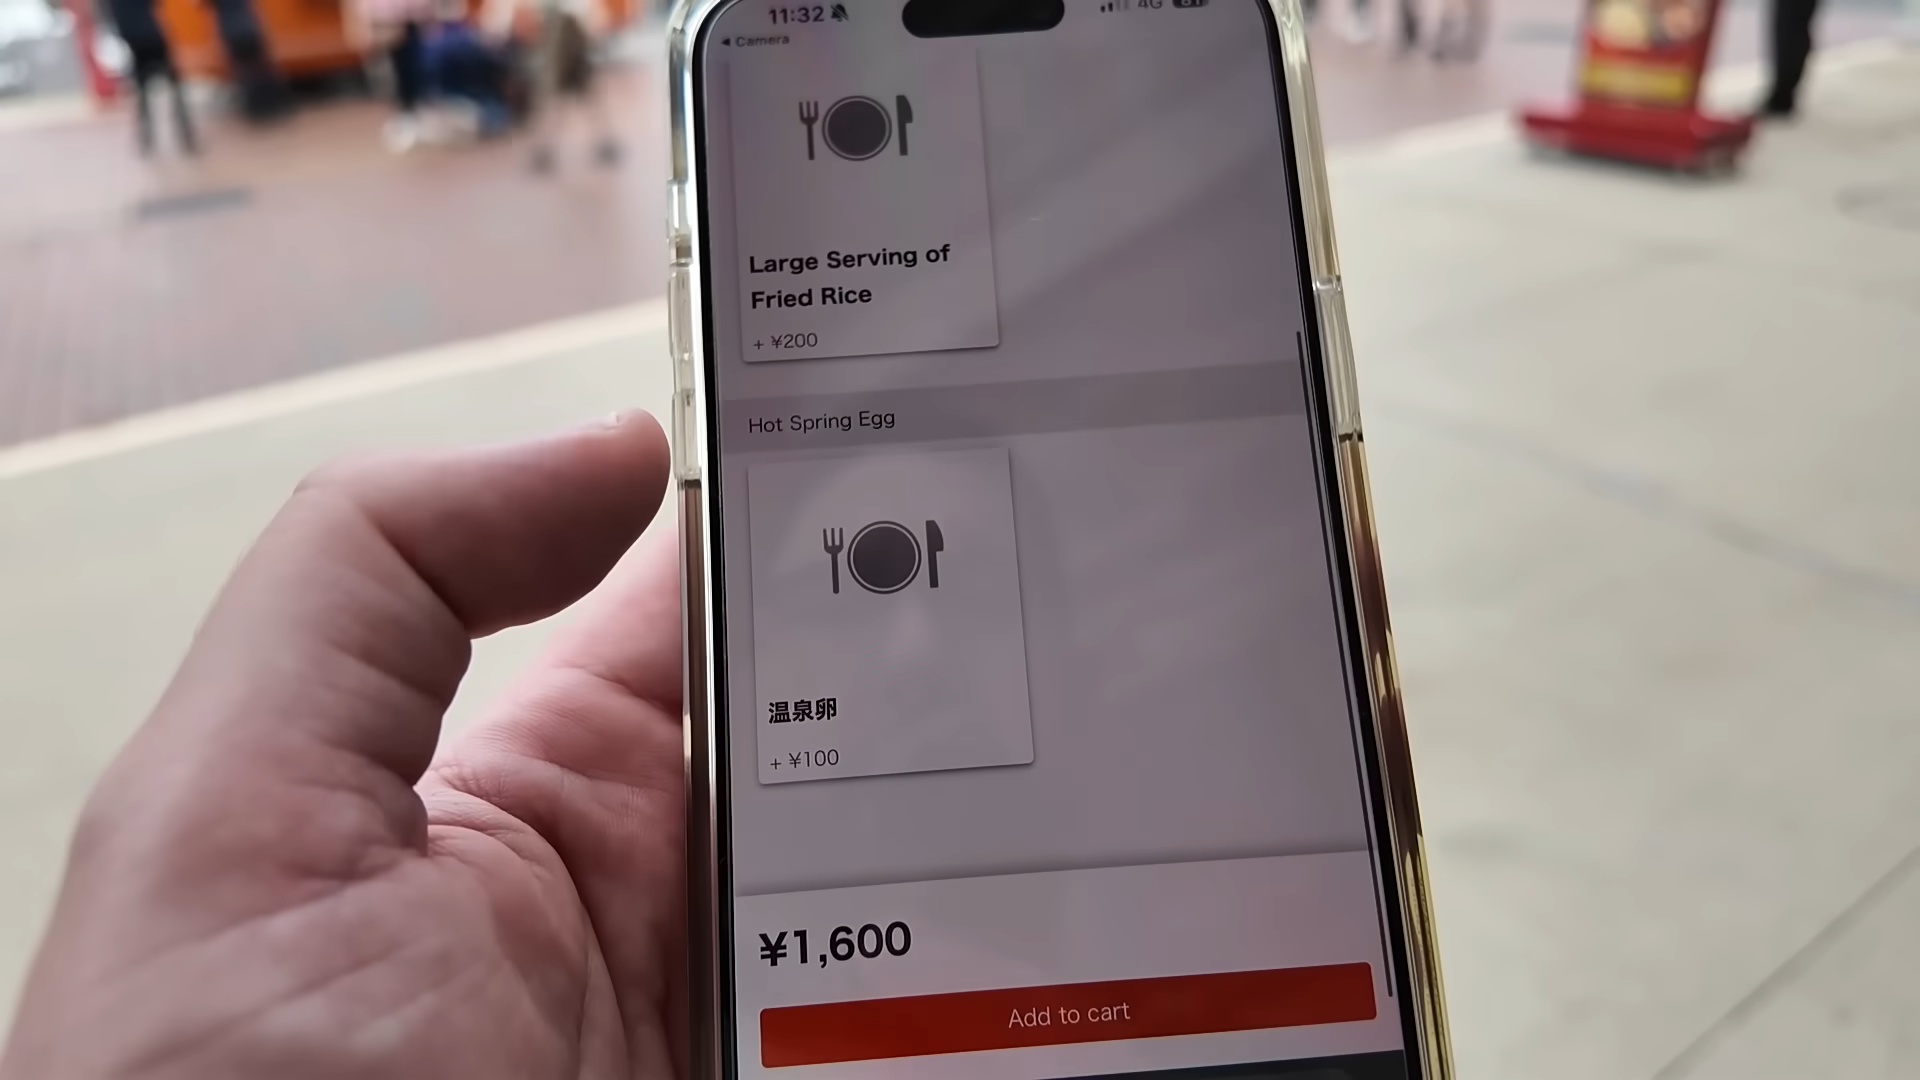 11:32
4G
◀ Camera
Large Serving of
Fried Rice
+ ¥200
Hot Spring Egg
温泉卵
+ ¥100
¥1,600
Add to cart